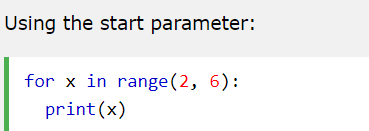 Using the start parameter:
for x in range(2, 6):
  print(x)